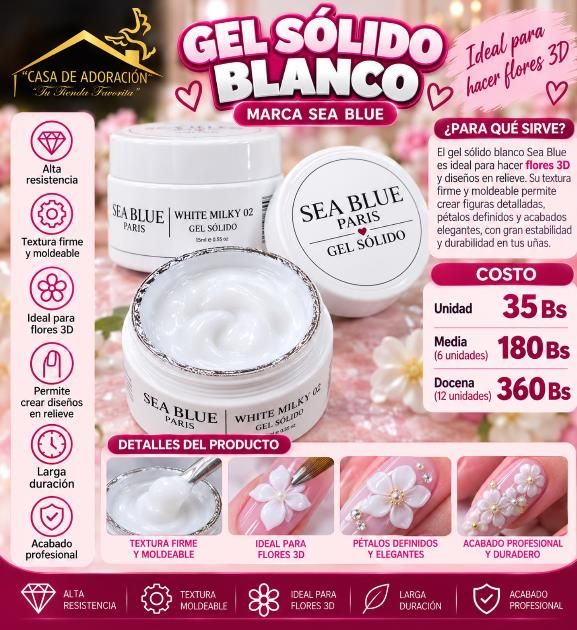 "CASA DE ADORACIÓN"
"Tu Tienda Favorita"
GEL SÓLIDO
BLANCO
MARCA SEA BLUE
Ideal para
hacer flores 3D
Alta
resistencia
Textura firme
y moldeable
Ideal para
flores 3D
Permite
crear diseños
en relieve
Larga
duración
Acabado
profesional
SEA BLUE
PARIS
WHITE MILKY 02
GEL SÓLIDO
15ml e 0.55 oz
SEA BLUE
PARIS
GEL SÓLIDO
SEA BLUE
PARIS
WHITE MILKY 02
GEL SÓLIDO
¿PARA QUÉ SIRVE?
El gel sólido blanco Sea Blue
es ideal para hacer flores 3D
y diseños en relieve. Su textura
firme y moldeable permite
crear figuras detalladas,
pétalos definidos y acabados
elegantes, con gran estabilidad
y durabilidad en tus uñas.
COSTO
Unidad 35 Bs
Media
(6 unidades) 180 Bs
Docena
(12 unidades) 360 Bs
DETALLES DEL PRODUCTO
TEXTURA FIRME
Y MOLDEABLE
IDEAL PARA
FLORES 3D
PÉTALOS DEFINIDOS
Y ELEGANTES
ACABADO PROFESIONAL
Y DURADERO
ALTA
RESISTENCIA
TEXTURA
MOLDEABLE
IDEAL PARA
FLORES 3D
LARGA
DURACIÓN
ACABADO
PROFESIONAL